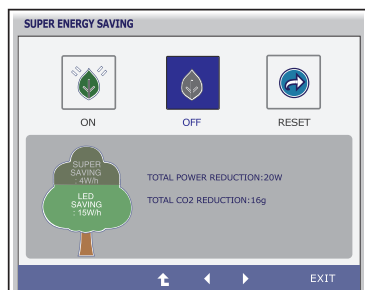 SUPER ENERGY SAVING
ON
OFF
RESET
SUPER
SAVING
: 4W/h
LED
SAVING
: 15W/h
TOTAL POWER REDUCTION:20W
TOTAL CO2 REDUCTION:16g
EXIT